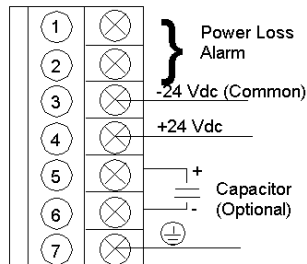 1
Power Loss
Alarm
2
3
-24 Vdc (Common)
4
+24 Vdc
5
+
Capacitor
(Optional)
6
-
7